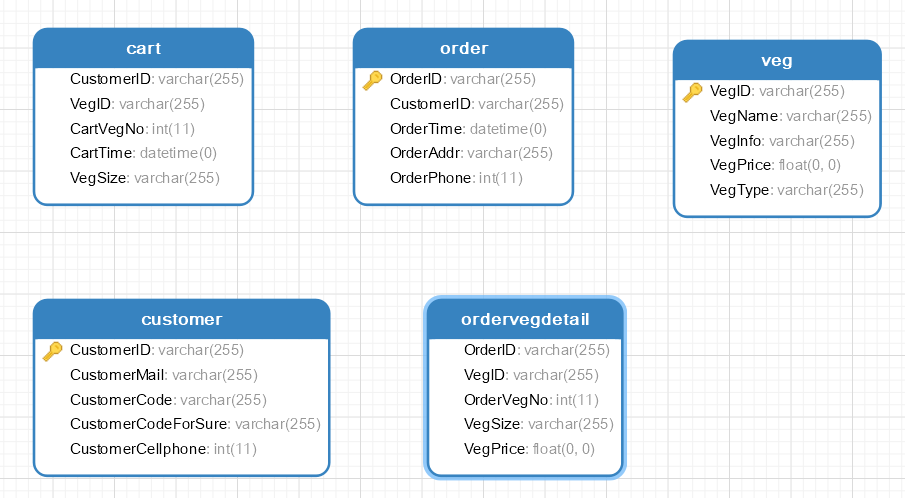 cart
CustomerID: varchar(255)
VegID: varchar(255)
CartVegNo: int(11)
CartTime: datetime(0)
VegSize: varchar(255)
order
OrderID: varchar(255)
CustomerID: varchar(255)
OrderTime: datetime(0)
OrderAddr: varchar(255)
OrderPhone: int(11)
veg
VegID: varchar(255)
VegName: varchar(255)
VegInfo: varchar(255)
VegPrice: float(0, 0)
VegType: varchar(255)
customer
CustomerID: varchar(255)
CustomerMail: varchar(255)
CustomerCode: varchar(255)
CustomerCodeForSure: varchar(255)
CustomerCellphone: int(11)
ordervegdetail
OrderID: varchar(255)
VegID: varchar(255)
OrderVegNo: int(11)
VegSize: varchar(255)
VegPrice: float(0, 0)